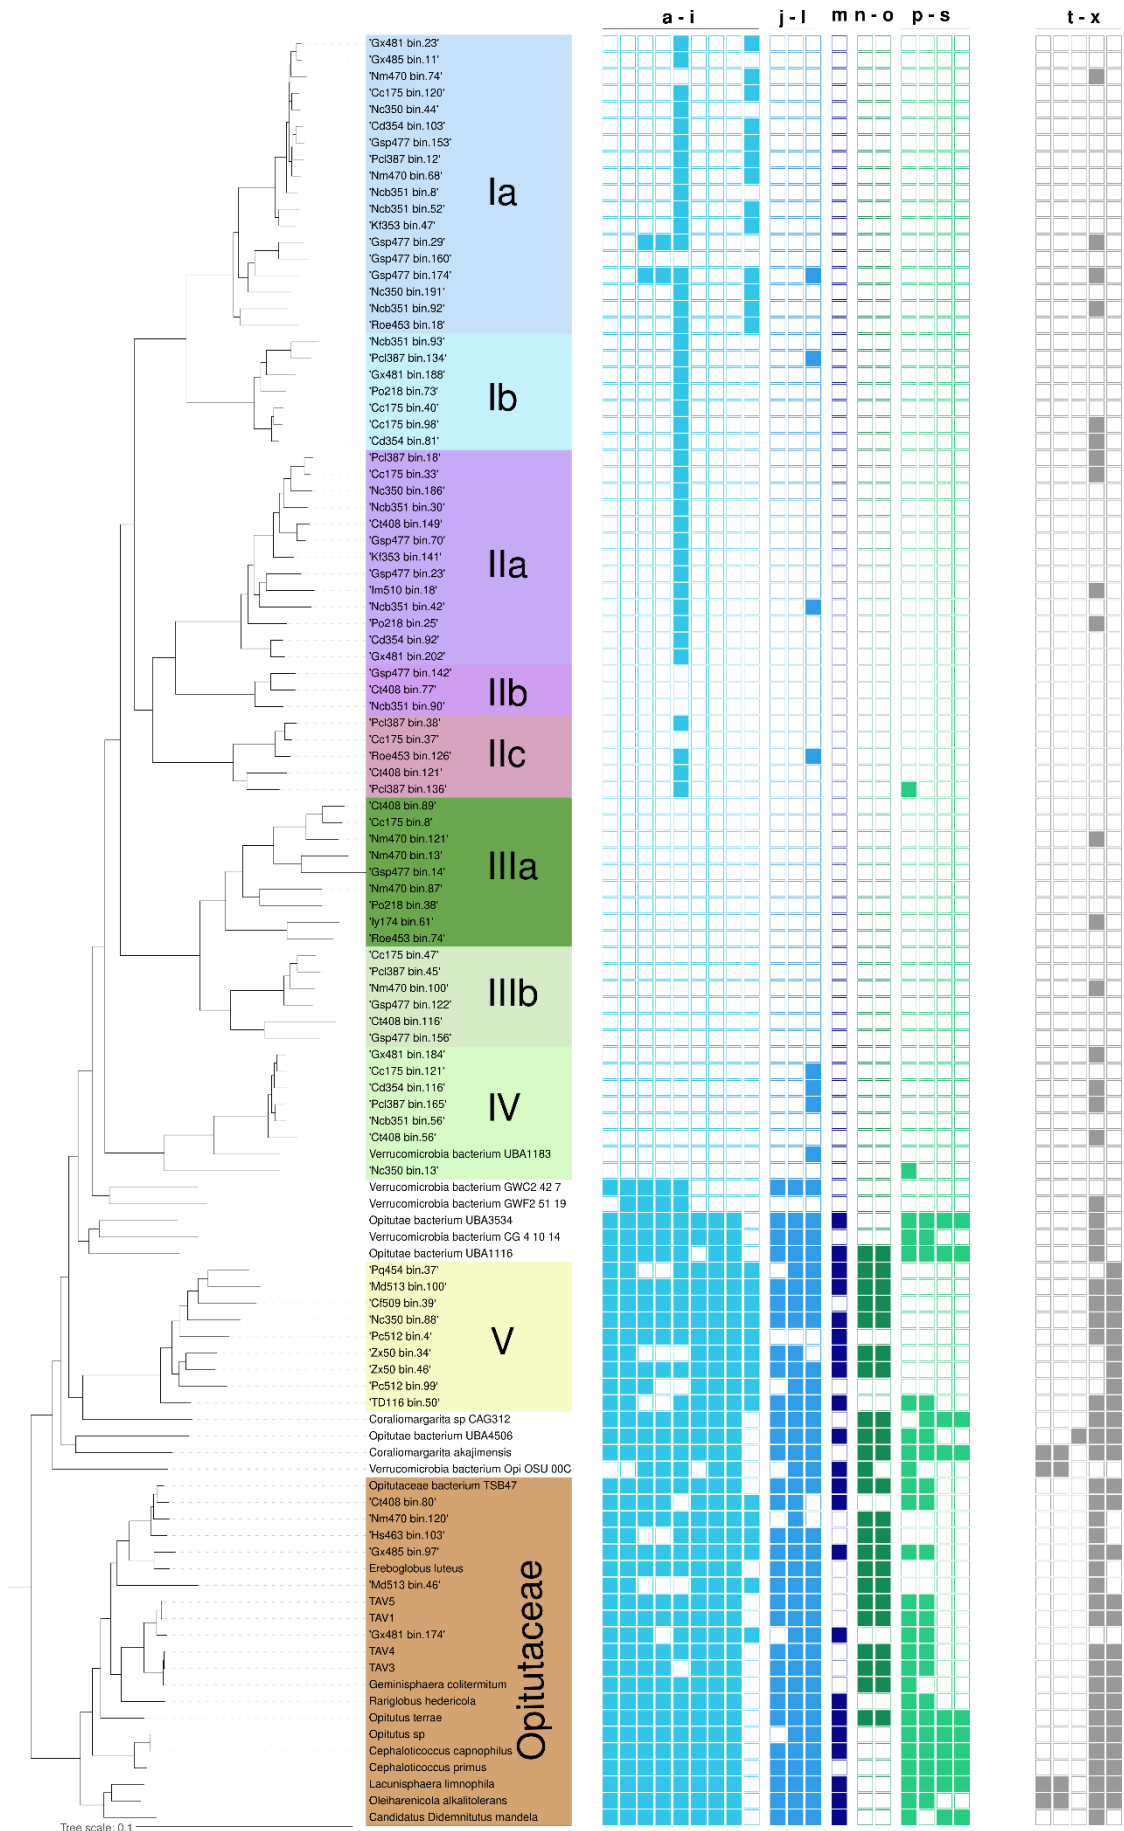 a - i j - l m n - o p - s t - x
'Gx481 bin.23'
'Gx485 bin.11'
'Nm470 bin.74'
'Cc175 bin.120'
'Nc350 bin.44'
'Cd354 bin.103'
'Gsp477 bin.153'
'Pcl387 bin.12'
'Nm470 bin.68'
Ia
'Ncb351 bin.8'
'Ncb351 bin.52'
'Kf353 bin.47'
'Gsp477 bin.29'
'Gsp477 bin.160'
'Gsp477 bin.174'
'Nc350 bin.191'
'Ncb351 bin.92'
'Roe453 bin.18'
'Ncb351 bin.93'
'Pcl387 bin.134'
'Gx481 bin.188'
'Po218 bin.73'
Ib
'Cc175 bin.40'
'Cc175 bin.98'
'Cd354 bin.81'
'Pcl387 bin.18'
'Cc175 bin.33'
'Nc350 bin.186'
'Ncb351 bin.30'
'Ct408 bin.149'
'Gsp477 bin.70'
'Kf353 bin.141'
IIa
'Gsp477 bin.23'
'Im510 bin.18'
'Ncb351 bin.42'
'Po218 bin.25'
'Cd354 bin.92'
'Gx481 bin.202'
'Gsp477 bin.142'
'Ct408 bin.77'
IIb
'Ncb351 bin.90'
'Pcl387 bin.38'
'Cc175 bin.37'
'Roe453 bin.126'
IIc
'Ct408 bin.121'
'Pcl387 bin.136'
'Ct408 bin.89'
'Cc175 bin.8'
'Nm470 bin.121'
'Nm470 bin.13'
IIIa
'Gsp477 bin.14'
'Nm470 bin.87'
'Po218 bin.38'
'Iy174 bin.61'
'Roe453 bin.74'
'Cc175 bin.47'
'Pcl387 bin.45'
'Nm470 bin.100'
IIIb
'Gsp477 bin.122'
'Ct408 bin.116'
'Gsp477 bin.156'
'Gx481 bin.184'
'Cc175 bin.121'
'Cd354 bin.116'
'Pcl387 bin.165'
IV
'Ncb351 bin.56'
'Ct408 bin.56'
Verrucomicrobia bacterium UBA1183
'Nc350 bin.13'
Verrucomicrobia bacterium GWC2 42 7
Verrucomicrobia bacterium GWF2 51 19
Opitutae bacterium UBA3534
Verrucomicrobia bacterium CG 4 10 14
Opitutae bacterium UBA1116
'Pq454 bin.37'
'Md513 bin.100'
'Cf509 bin.39'
'Nc350 bin.88'
'Pc512 bin.4'
V
'Zx50 bin.34'
'Zx50 bin.46'
'Pc512 bin.99'
'TD116 bin.50'
Coraliomargarita sp CAG312
Opitutae bacterium UBA4506
Coraliomargarita akajimensis
Verrucomicrobia bacterium Opi OSU 00C
Opitutaceae bacterium TSB47
'Ct408 bin.80'
'Nm470 bin.120'
'Hs463 bin.103'
'Gx485 bin.97'
Ereboglobus luteus
'Md513 bin.46'
TAV5
TAV1
'Gx481 bin.174'
Opitutaceae
TAV4
TAV3
Geminisphaera colitermitum
Rariglobus hedericola
Opitutus terrae
Opitutus sp
Cephaloticoccus capnophilus
Cephaloticoccus primus
Lacunisphaera limnophila
Oleiharenicola alkalitolerans
Candidatus Didemnitutus mandela
Tree scale: 0.1